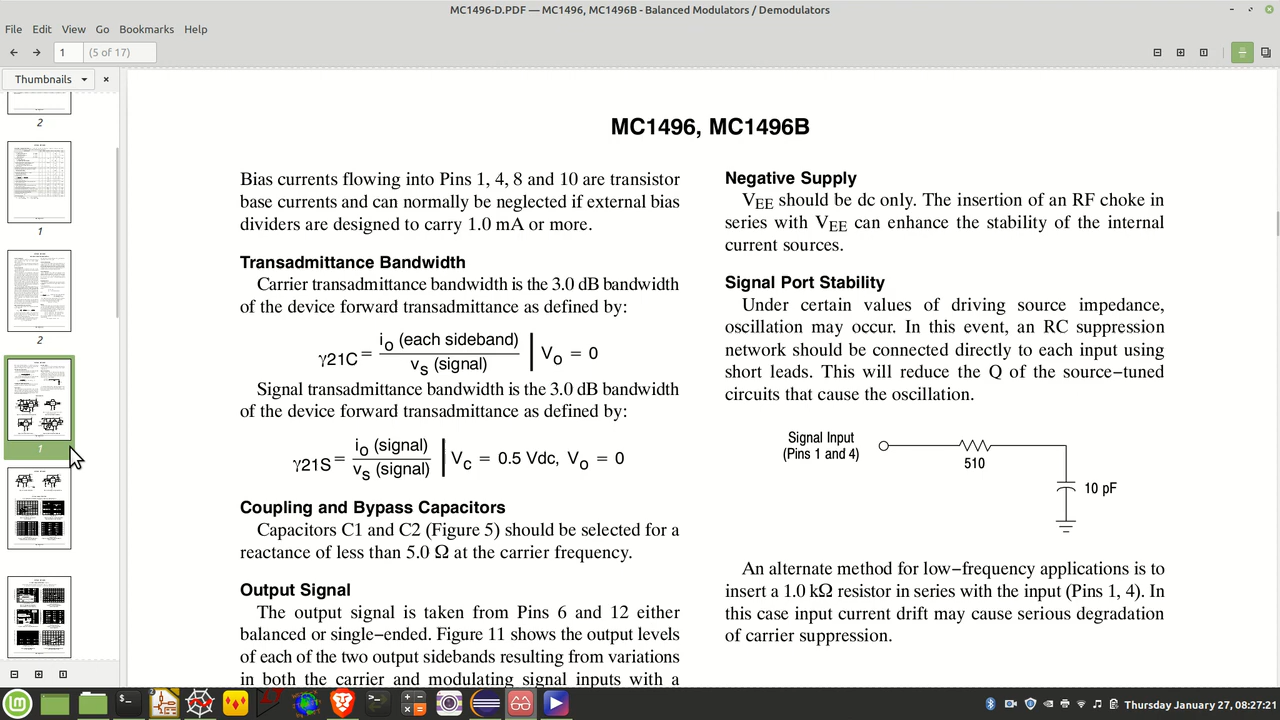 MC1496-D.PDF — MC1496, MC1496B - Balanced Modulators / Demodulators
File Edit View Go Bookmarks Help
1 (5 of 17)
Thumbnails
2
1
2
1
MC1496, MC1496B
Bias currents flowing into Pins 1, 4, 8 and 10 are transistor
base currents and can normally be neglected if external bias
dividers are designed to carry 1.0 mA or more.
Transadmittance Bandwidth
Carrier transadmittance bandwidth is the 3.0 dB bandwidth
of the device forward transadmittance as defined by:
γ21C = io (each sideband) / vs (signal) | Vo = 0
Signal transadmittance bandwidth is the 3.0 dB bandwidth
of the device forward transadmittance as defined by:
γ21S = io (signal) / vs (signal) | Vc = 0.5 Vdc, Vo = 0
Coupling and Bypass Capacitors
Capacitors C1 and C2 (Figure 5) should be selected for a
reactance of less than 5.0 Ω at the carrier frequency.
Output Signal
The output signal is taken from Pins 6 and 12 either
balanced or single−ended. Figure 11 shows the output levels
of each of the two output sidebands resulting from variations
in both the carrier and modulating signal inputs with a
Negative Supply
VEE should be dc only. The insertion of an RF choke in
series with VEE can enhance the stability of the internal
current sources.
Signal Port Stability
Under certain values of driving source impedance,
oscillation may occur. In this event, an RC suppression
network should be connected directly to each input using
short leads. This will reduce the Q of the source−tuned
circuits that cause the oscillation.
Signal Input
(Pins 1 and 4)
510
10 pF
An alternate method for low−frequency applications is to
insert a 1.0 kΩ resistor in series with the input (Pins 1, 4). In
this case input current drift may cause serious degradation
of carrier suppression.
Thursday January 27, 08:27:21